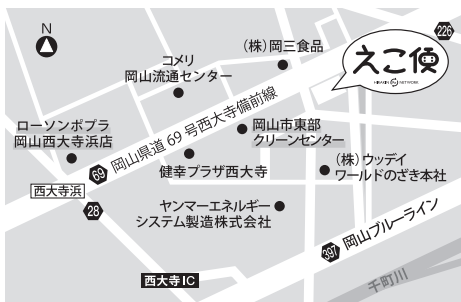 N
226
(株)岡三食品
えこ便
HIRAKIN NETWORK
コメリ
岡山流通センター
岡山県道 69 号西大寺備前線
ローソンポプラ
岡山西大寺浜店
岡山市東部
クリーンセンター
健幸プラザ西大寺
(株)ウッデイ
ワールドのざき本社
69
西大寺浜
28
ヤンマーエネルギー
システム製造株式会社
397
岡山ブルーライン
西大寺IC
千町川